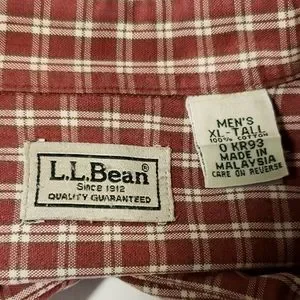 L.L.Bean®
Since 1912
QUALITY GUARANTEED
MEN'S
XL-TALL
100% COTTON
0 KR93
MADE IN
MALAYSIA
CARE ON REVERSE